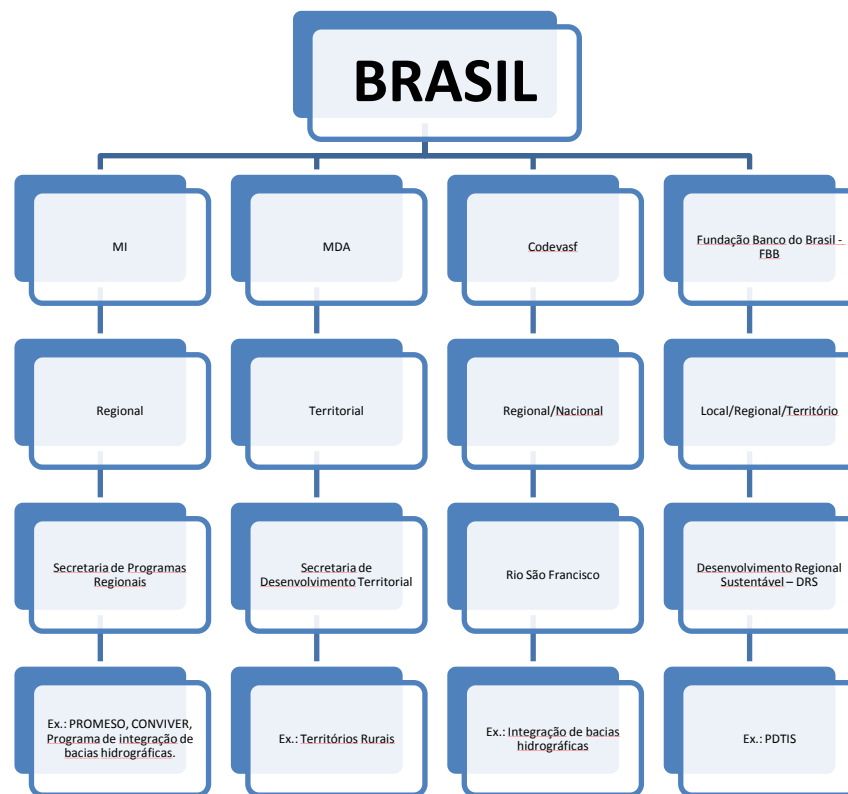 BRASIL
MI
MDA
Codevasf
Fundação Banco do Brasil -
FBB
Regional
Territorial
Regional/Nacional
Local/Regional/Território
Secretaria de Programas
Regionais
Secretaria de
Desenvolvimento Territorial
Rio São Francisco
Desenvolvimento Regional
Sustentável – DRS
Ex.: PROMESO, CONVIVER,
Programa de integração de
bacias hidrográficas.
Ex.: Territórios Rurais
Ex.: Integração de bacias
hidrográficas
Ex.: PDTIS